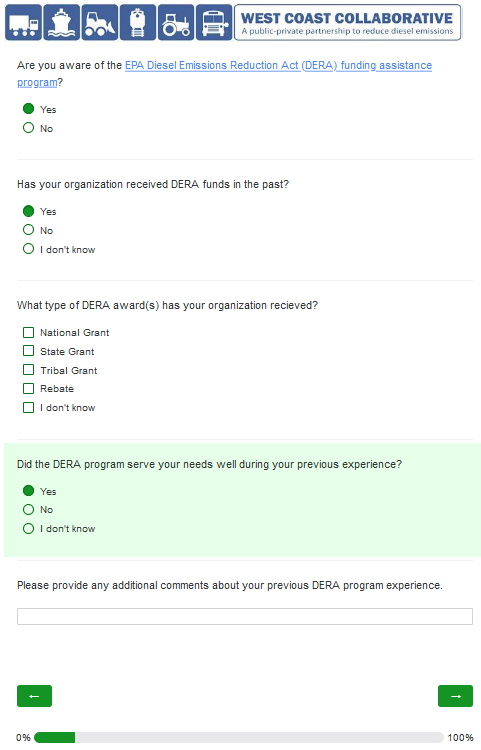 WEST COAST COLLABORATIVE
A public-private partnership to reduce diesel emissions
Are you aware of the EPA Diesel Emissions Reduction Act (DERA) funding assistance
program?
Yes
No
Has your organization received DERA funds in the past?
Yes
No
I don't know
What type of DERA award(s) has your organization recieved?
National Grant
State Grant
Tribal Grant
Rebate
I don't know
Did the DERA program serve your needs well during your previous experience?
Yes
No
I don't know
Please provide any additional comments about your previous DERA program experience.
← →
0% 100%